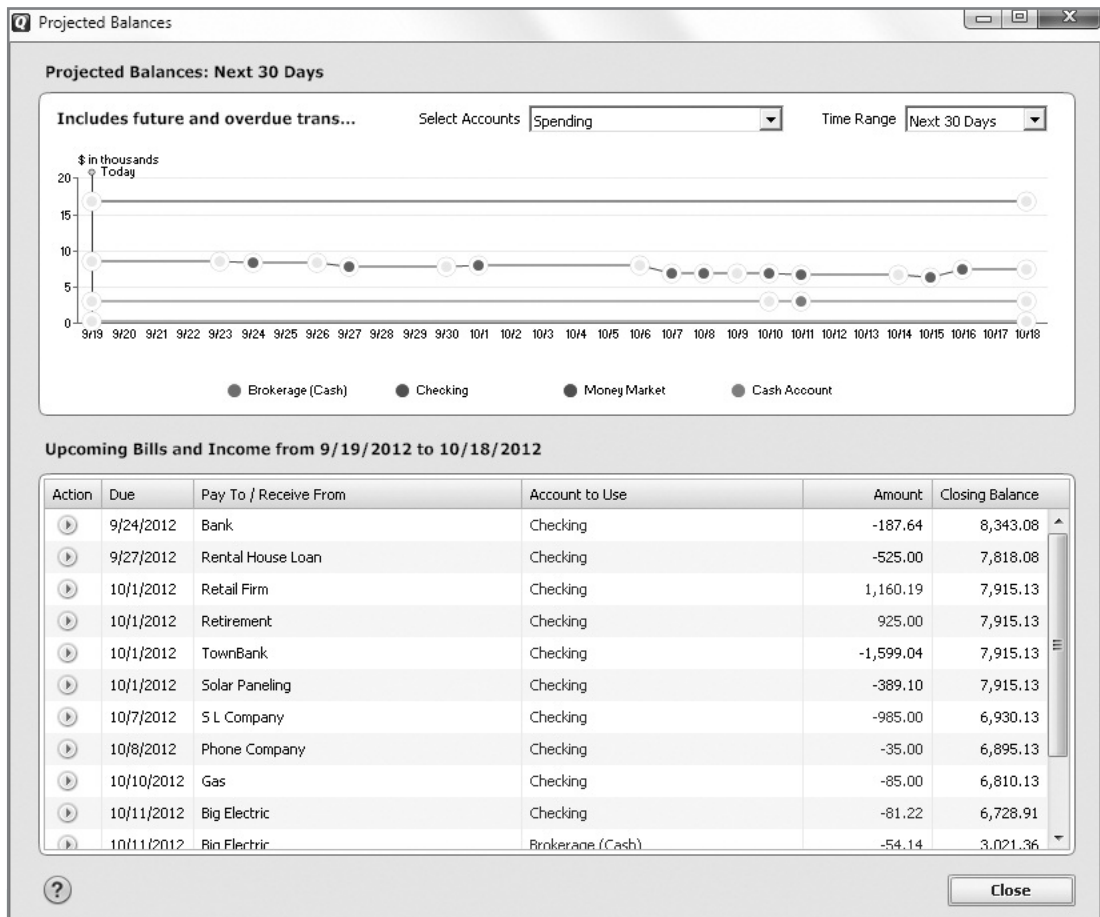 Q Projected Balances
Projected Balances: Next 30 Days
Includes future and overdue trans... Select Accounts Spending Time Range Next 30 Days
$ in thousands
Today
20
15
10
5
0
9/19 9/20 9/21 9/22 9/23 9/24 9/25 9/26 9/27 9/28 9/29 9/30 10/1 10/2 10/3 10/4 10/5 10/6 10/7 10/8 10/9 10/10 10/11 10/12 10/13 10/14 10/15 10/16 10/17 10/18
Brokerage (Cash) Checking Money Market Cash Account
Upcoming Bills and Income from 9/19/2012 to 10/18/2012
Action Due Pay To / Receive From Account to Use Amount Closing Balance
9/24/2012 Bank Checking -187.64 8,343.08
9/27/2012 Rental House Loan Checking -525.00 7,818.08
10/1/2012 Retail Firm Checking 1,160.19 7,915.13
10/1/2012 Retirement Checking 925.00 7,915.13
10/1/2012 TownBank Checking -1,599.04 7,915.13
10/1/2012 Solar Paneling Checking -389.10 7,915.13
10/7/2012 S L Company Checking -985.00 6,930.13
10/8/2012 Phone Company Checking -35.00 6,895.13
10/10/2012 Gas Checking -85.00 6,810.13
10/11/2012 Big Electric Checking -81.22 6,728.91
10/11/2012 Big Electric Brokerage (Cash) -54.14 3,021.36
? Close